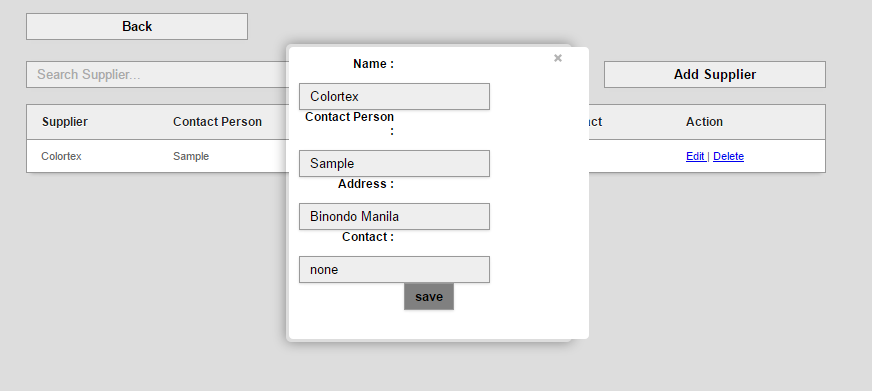 Back
Search Supplier...
Add Supplier
Supplier Contact Person act Action
Colortex Sample Edit | Delete
×
Name :
Colortex
Contact Person
:
Sample
Address :
Binondo Manila
Contact :
none
save